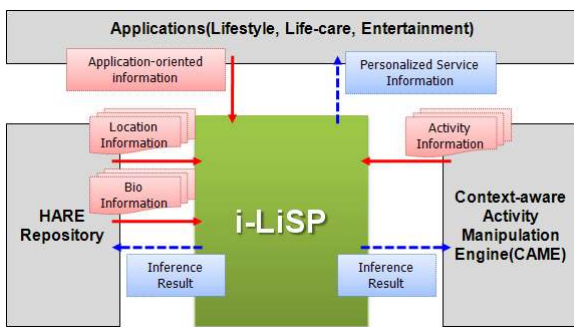 Applications(Lifestyle, Life-care, Entertainment)
Application-oriented
information
Personalized Service
Information
Location
Information
Activity
Information
Bio
Information
HARE
Repository
i-LiSP
Context-aware
Activity
Manipulation
Engine(CAME)
Inference
Result
Inference
Result